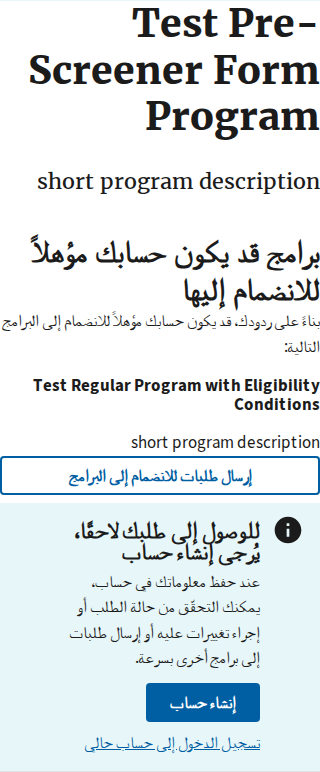 Test Pre-
Screener Form
Program
short program description
برامج قد يكون حسابك مؤهلاً
للانضمام إليها
بناءً على ردودك، قد يكون حسابك مؤهلاً للانضمام إلى البرامج
التالية:
Test Regular Program with Eligibility
Conditions
short program description
إرسال طلبات للانضمام إلى البرامج
للوصول إلى طلبك لاحقًا،
يُرجى إنشاء حساب
عند حفظ معلوماتك في حساب،
يمكنك التحقّق من حالة الطلب أو
إجراء تغييرات عليه أو إرسال طلبات
إلى برامج أخرى بسرعة.
إنشاء حساب
تسجيل الدخول إلى حساب حالي